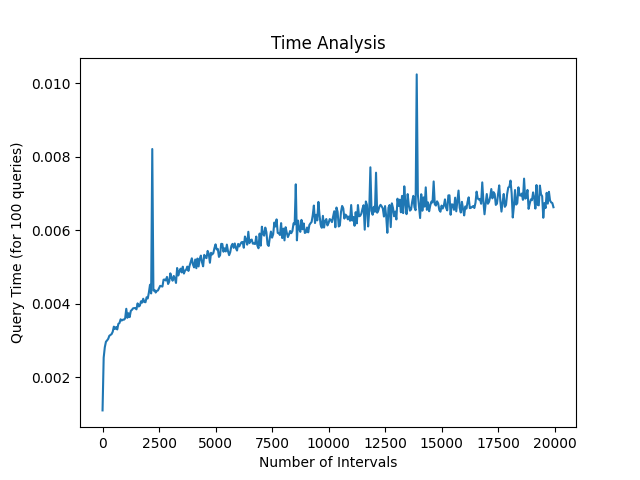 Time Analysis
0.010
0.008
0.006
0.004
0.002
Query Time (for 100 queries)
0 2500 5000 7500 10000 12500 15000 17500 20000
Number of Intervals